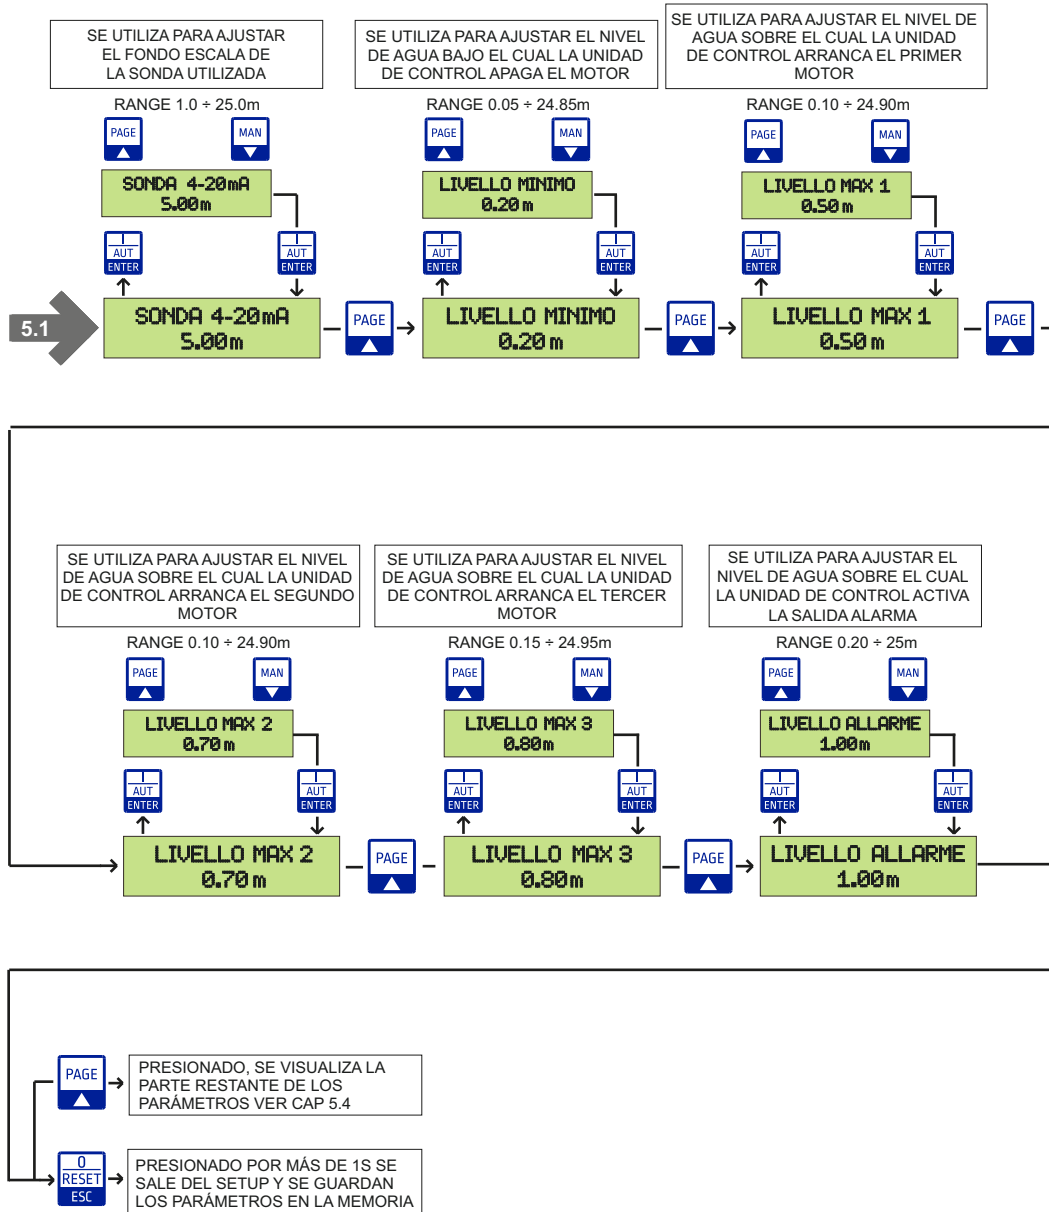 SE UTILIZA PARA AJUSTAR
EL FONDO ESCALA DE
LA SONDA UTILIZADA
RANGE 1.0 ÷ 25.0m
PAGE
MAN
SONDA 4-20mA
5.00m
AUT
ENTER
AUT
ENTER
5.1
SONDA 4-20mA
5.00m
PAGE
SE UTILIZA PARA AJUSTAR EL NIVEL
DE AGUA BAJO EL CUAL LA UNIDAD
DE CONTROL APAGA EL MOTOR
RANGE 0.05 ÷ 24.85m
PAGE
MAN
LIVELLO MINIMO
0.20 m
I
AUT
ENTER
I
AUT
ENTER
LIVELLO MINIMO
0.20 m
PAGE
SE UTILIZA PARA AJUSTAR EL NIVEL DE
AGUA SOBRE EL CUAL LA UNIDAD
DE CONTROL ARRANCA EL PRIMER
MOTOR
RANGE 0.10 ÷ 24.90m
PAGE
MAN
LIVELLO MAX 1
0.50 m
I
AUT
ENTER
I
AUT
ENTER
LIVELLO MAX 1
0.50 m
PAGE
SE UTILIZA PARA AJUSTAR EL NIVEL
DE AGUA SOBRE EL CUAL LA UNIDAD
DE CONTROL ARRANCA EL SEGUNDO
MOTOR
RANGE 0.10 ÷ 24.90m
PAGE
MAN
LIVELLO MAX 2
0.70 m
I
AUT
ENTER
I
AUT
ENTER
LIVELLO MAX 2
0.70 m
PAGE
SE UTILIZA PARA AJUSTAR EL NIVEL
DE AGUA SOBRE EL CUAL LA UNIDAD
DE CONTROL ARRANCA EL TERCER
MOTOR
RANGE 0.15 ÷ 24.95m
PAGE
MAN
LIVELLO MAX 3
0.80m
I
AUT
ENTER
I
AUT
ENTER
LIVELLO MAX 3
0.80m
PAGE
SE UTILIZA PARA AJUSTAR EL
NIVEL DE AGUA SOBRE EL CUAL
LA UNIDAD DE CONTROL ACTIVA
LA SALIDA ALARMA
RANGE 0.20 ÷ 25m
PAGE
MAN
LIVELLO ALLARME
1.00m
I
AUT
ENTER
I
AUT
ENTER
LIVELLO ALLARME
1.00m
PAGE
PRESIONADO, SE VISUALIZA LA
PARTE RESTANTE DE LOS
PARÁMETROS VER CAP 5.4
0
RESET
ESC
PRESIONADO POR MÁS DE 1S SE
SALE DEL SETUP Y SE GUARDAN
LOS PARÁMETROS EN LA MEMORIA